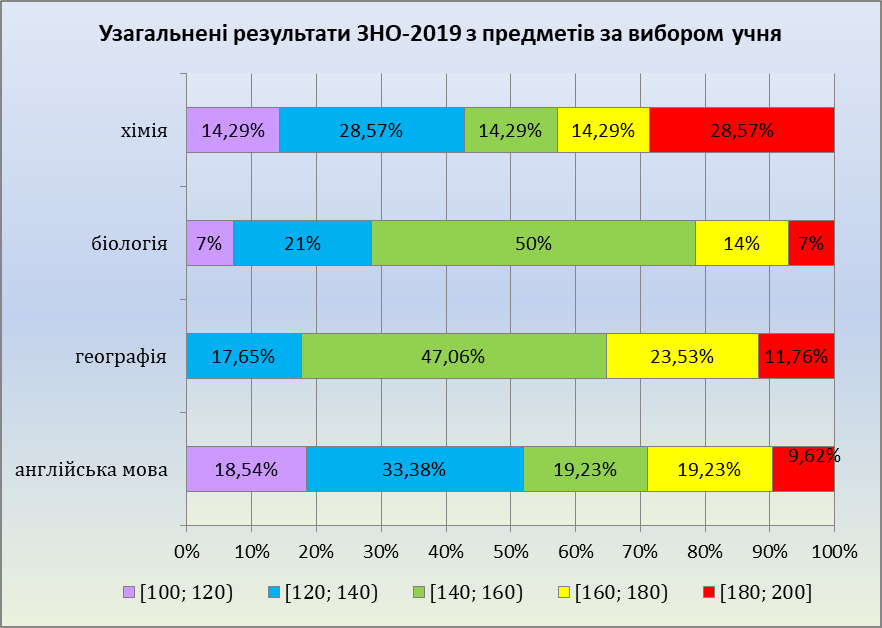 Узагальнені результати ЗНО-2019 з предметів за вибором учня
хімія 14,29% 28,57% 14,29% 14,29% 28,57%
біологія 7% 21% 50% 14% 7%
географія 17,65% 47,06% 23,53% 11,76%
англійська мова 18,54% 33,38% 19,23% 19,23% 9,62%
0% 10% 20% 30% 40% 50% 60% 70% 80% 90% 100%
[100; 120) [120; 140) [140; 160) [160; 180) [180; 200]